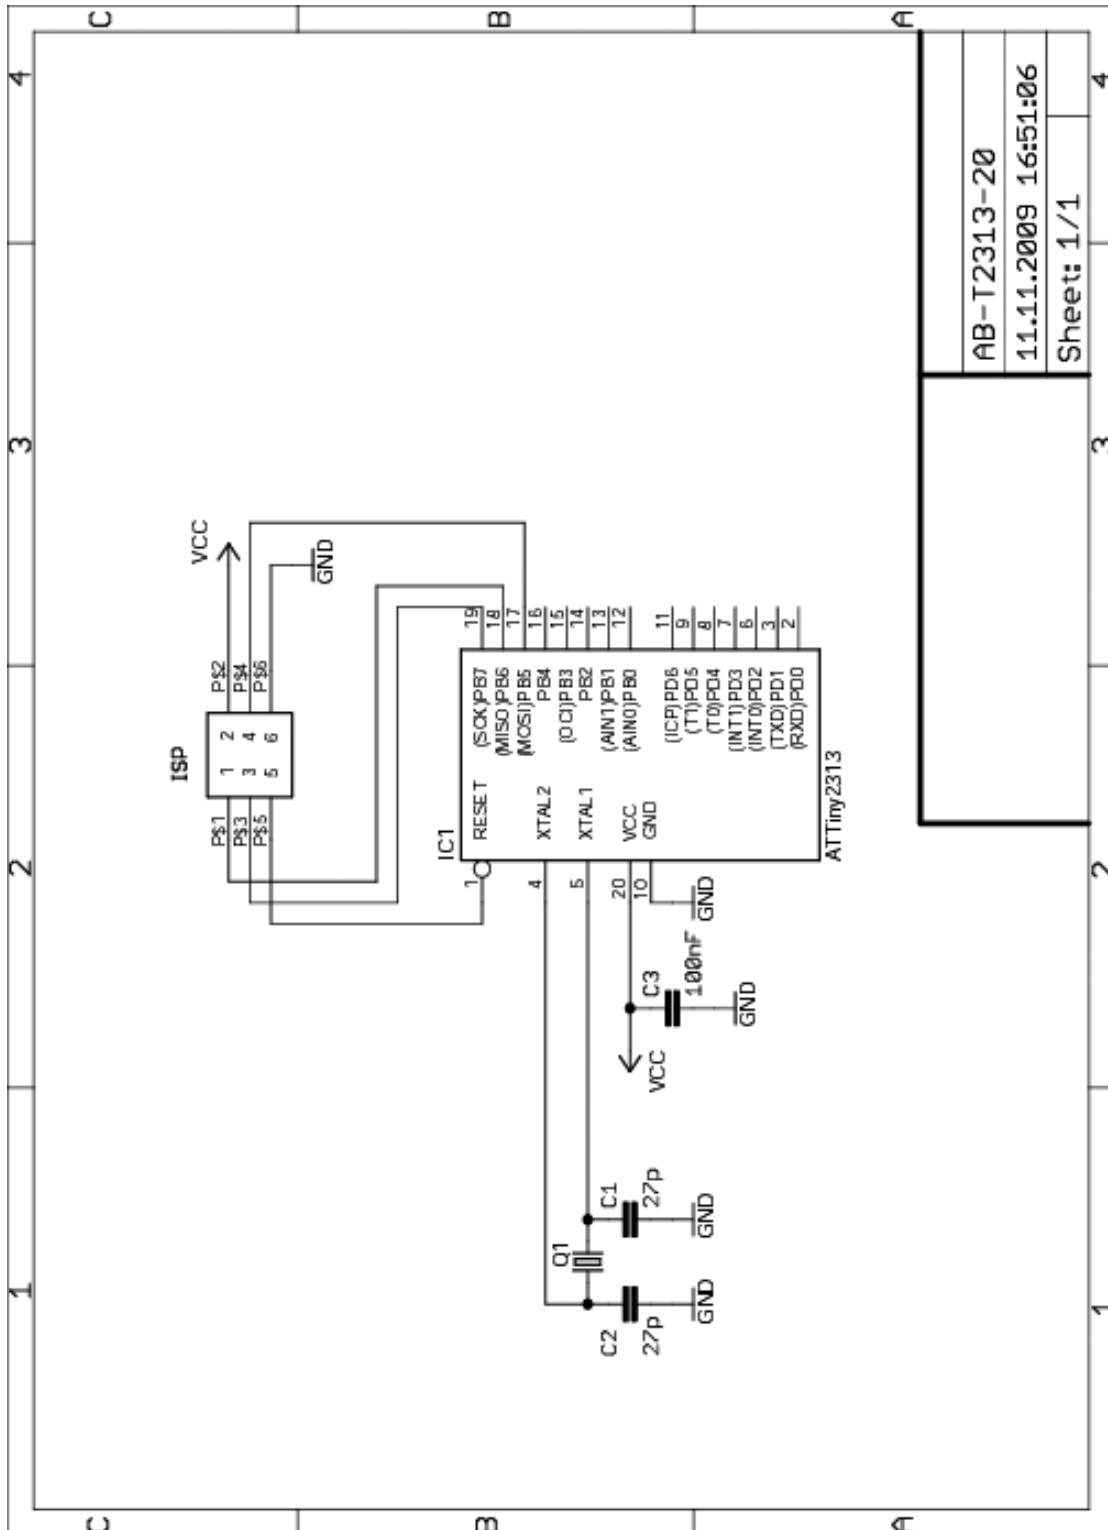 C
B
A
4
3
2
1
ISP
P$1
P$3
P$5
1 2
3 4
5 6
P$2
P$4
P$6
VCC
GND
IC1
1
RESET
4
XTAL2
5
XTAL1
20
VCC
10
GND
(SCK)PB7
19
(MISO)PB6
18
(MOSI)PB5
17
PB4
16
(OCI)PB3
15
PB2
14
(AIN1)PB1
13
(AIN0)PB0
12
(ICP)PD6
11
(T1)PD5
9
(T0)PD4
8
(INT1)PD3
7
(INT0)PD2
6
(TXD)PD1
3
(RXD)PD0
2
ATTiny2313
GND
C3
100nF
GND
VCC
Q1
C1
27p
GND
C2
27p
GND
AB-T2313-20
11.11.2009 16:51:06
Sheet: 1/1
1
2
3
4
C
B
A